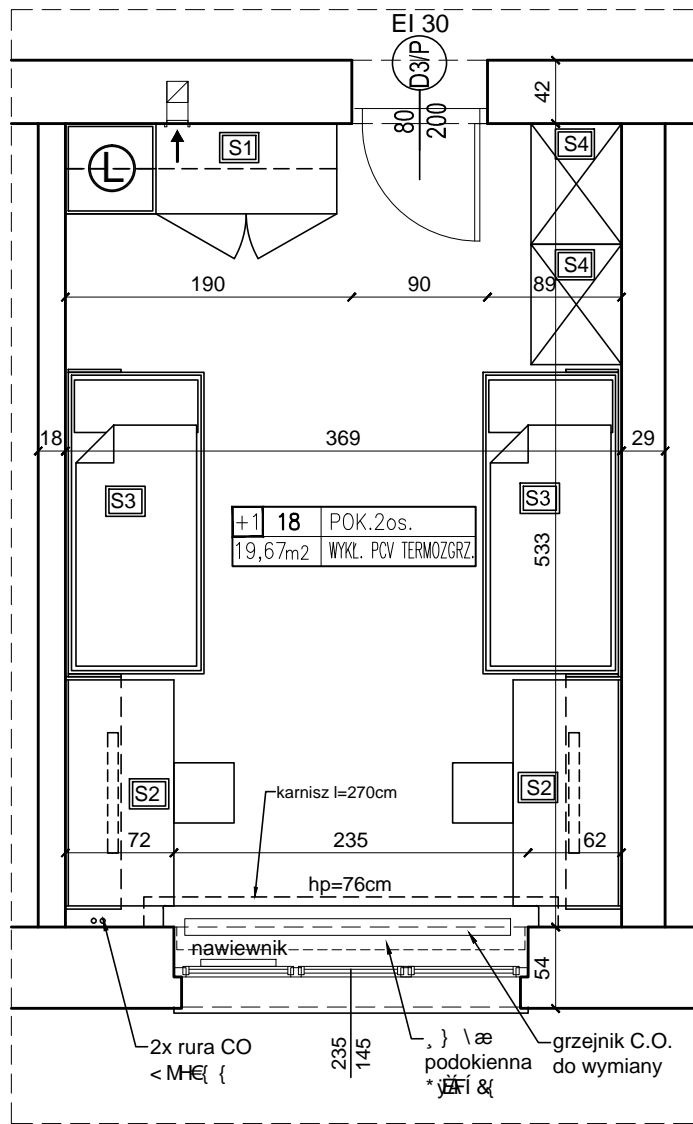 EI 30
D3/P
80
200
42
L
S1
S4
S4
190
90
89
18
369
29
S3
S3
+1 18 POK.2os.
19,67m2 WYKŁ. PCV TERMOZGRZ.
533
S2
S2
karnisz l=270cm
72
235
62
hp=76cm
nawiewnik
54
2x rura CO
235
145
podokienna
grzejnik C.O.
do wymiany